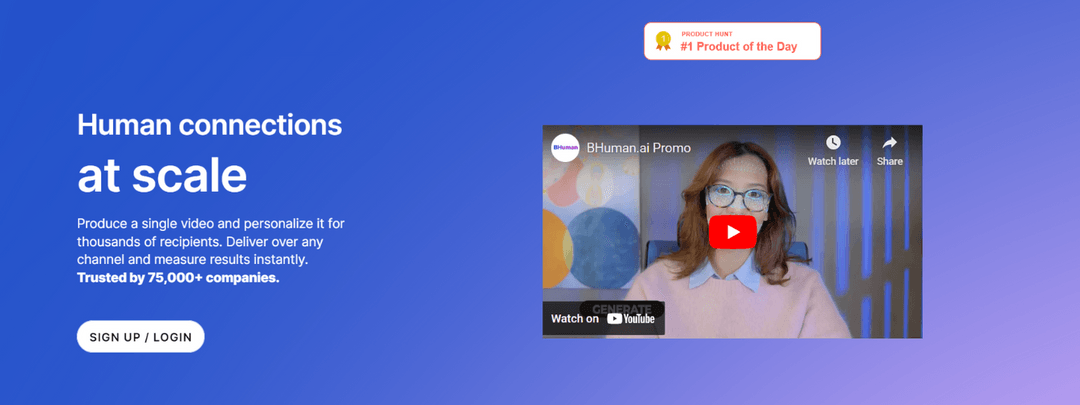 PRODUCT HUNT
#1 Product of the Day
Human connections
at scale
Produce a single video and personalize it for
thousands of recipients. Deliver over any
channel and measure results instantly.
Trusted by 75,000+ companies.
SIGN UP / LOGIN
BHuman
BHuman.ai Promo
Watch later
Share
GENERATE
Watch on YouTube